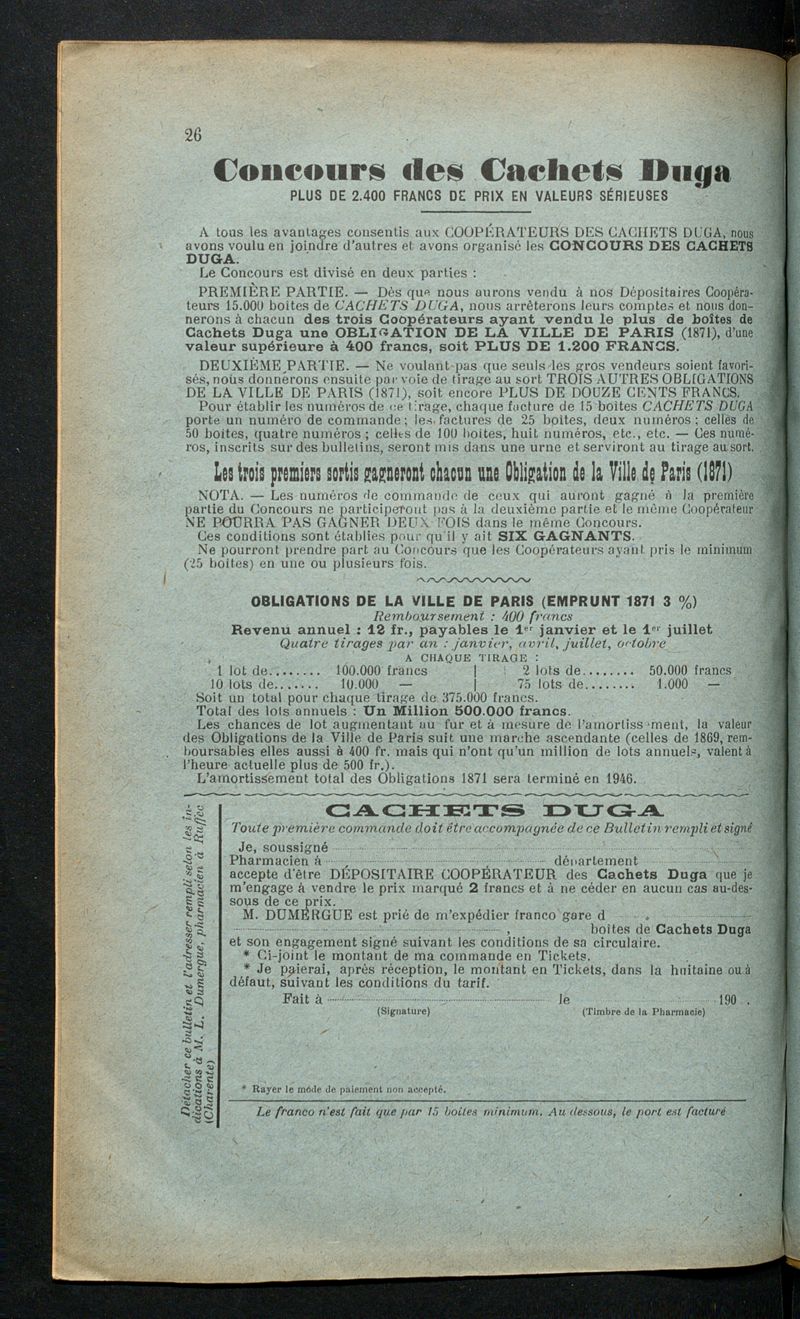 26
Concours des Cachets Duga
PLUS DE 2.400 FRANCS DE PRIX EN VALEURS SÉRIEUSES
A tous les avantages consentis aux COOPÉRATEURS DES CACHETS DUGA, nous
avons voulu en joindre d'autres et avons organisé les CONCOURS DES CACHETS
DUGA.
Le Concours est divisé en deux parties :
PREMIÈRE PARTIE. — Dès que nous aurons vendu à nos Dépositaires Coopéra-
teurs 15.000 boites de CACHETS DUGA, nous arrêterons leurs comptes et nous don-
nerons à chacun des trois Coopérateurs ayant vendu le plus de boîtes de
Cachets Duga une OBLIGATION DE LA VILLE DE PARIS (1871), d'une
valeur supérieure à 400 francs, soit PLUS DE 1.200 FRANCS.
DEUXIÈME PARTIE. — Ne voulant pas que seuls les gros vendeurs soient favori-
sés, nous donnerons ensuite par voie de tirage au sort TROIS AUTRES OBLIGATIONS
DE LA VILLE DE PARIS (1871), soit encore PLUS DE DOUZE CENTS FRANCS.
Pour établir les numéros de ce tirage, chaque facture de 15 boites CACHETS DUGA
porte un numéro de commande; les factures de 25 boites, deux numéros; celles de
50 boites, quatre numéros; celles de 100 boites, huit numéros, etc., etc. — Ces numé-
ros, inscrits sur des bulletins, seront mis dans une urne et serviront au tirage au sort.
Les trois premiers sortis gagneront chacun une Obligation de la Ville de Paris (1871)
NOTA. — Les numéros de commande de ceux qui auront gagné à la première
partie du Concours ne participeront pas à la deuxième partie et le même Coopérateur
NE POURRA PAS GAGNER DEUX FOIS dans le même Concours.
Ces conditions sont établies pour qu'il y ait SIX GAGNANTS.
Ne pourront prendre part au Concours que les Coopérateurs ayant pris le minimum
(25 boites) en une ou plusieurs fois.
OBLIGATIONS DE LA VILLE DE PARIS (EMPRUNT 1871 3 %)
Remboursement : 400 francs
Revenu annuel : 12 fr., payables le 1er janvier et le 1er juillet
Quatre tirages par an : janvier, avril, juillet, octobre
A CHAQUE TIRAGE :
1 lot de........ 100.000 francs | 2 lots de........ 50.000 francs
10 lots de....... 10.000 — | 75 lots de........ 1.000 —
Soit un total pour chaque tirage de 375.000 francs.
Total des lots annuels : Un Million 500.000 francs.
Les chances de lot augmentant au fur et à mesure de l'amortissement, la valeur
des Obligations de la Ville de Paris suit une marche ascendante (celles de 1869, rem-
boursables elles aussi à 400 fr. mais qui n'ont qu'un million de lots annuels, valent à
l'heure actuelle plus de 500 fr.).
L'amortissement total des Obligations 1871 sera terminé en 1946.
Détacher ce bulletin et l'adresser rempli selon les in-
dications à M. L. Dumergue, pharmacien à Ruffec
(Charente)
CACHETS DUGA
Toute première commande doit être accompagnée de ce Bulletin rempli et signé
Je, soussigné
Pharmacien à département
accepte d'être DÉPOSITAIRE COOPÉRATEUR des Cachets Duga que je
m'engage à vendre le prix marqué 2 francs et à ne céder en aucun cas au-des-
sous de ce prix.
M. DUMERGUE est prié de m'expédier franco gare d
, boites de Cachets Duga
et son engagement signé suivant les conditions de sa circulaire.
* Ci-joint le montant de ma commande en Tickets.
* Je paierai, après réception, le montant en Tickets, dans la huitaine ou à
défaut, suivant les conditions du tarif.
Fait à le 190 .
(Signature) (Timbre de la Pharmacie)
* Rayer le mode de paiement non accepté.
Le franco n'est fait que par 15 boites minimum. Au dessous, le port est facturé